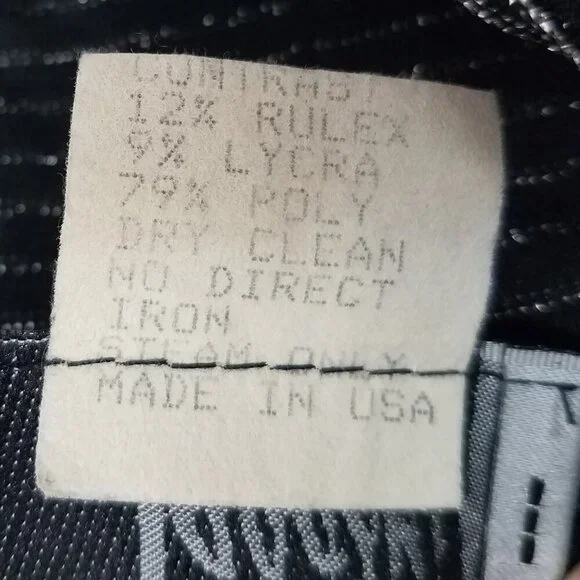 CONTRAST
12% RULEX
9% LYCRA
79% POLY
DRY CLEAN
NO DIRECT
IRON
STEAM ONLY
MADE IN USA